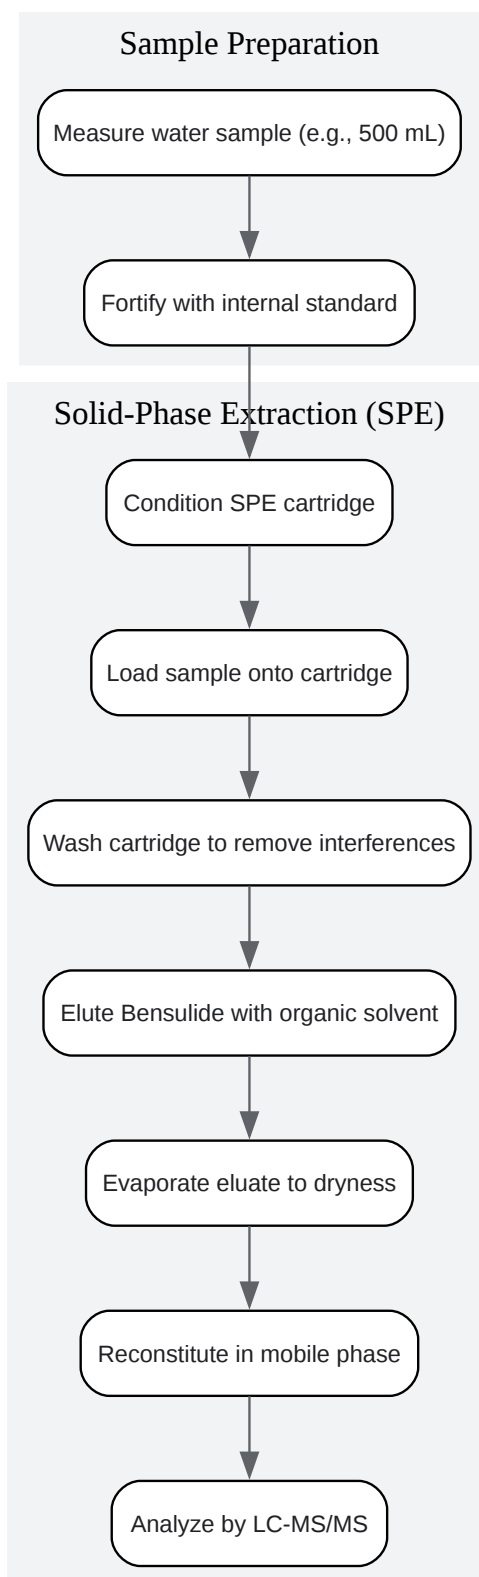 Sample Preparation
Measure water sample (e.g., 500 mL)
Fortify with internal standard
Solid-Phase Extraction (SPE)
Condition SPE cartridge
Load sample onto cartridge
Wash cartridge to remove interferences
Elute Bensulide with organic solvent
Evaporate eluate to dryness
Reconstitute in mobile phase
Analyze by LC-MS/MS